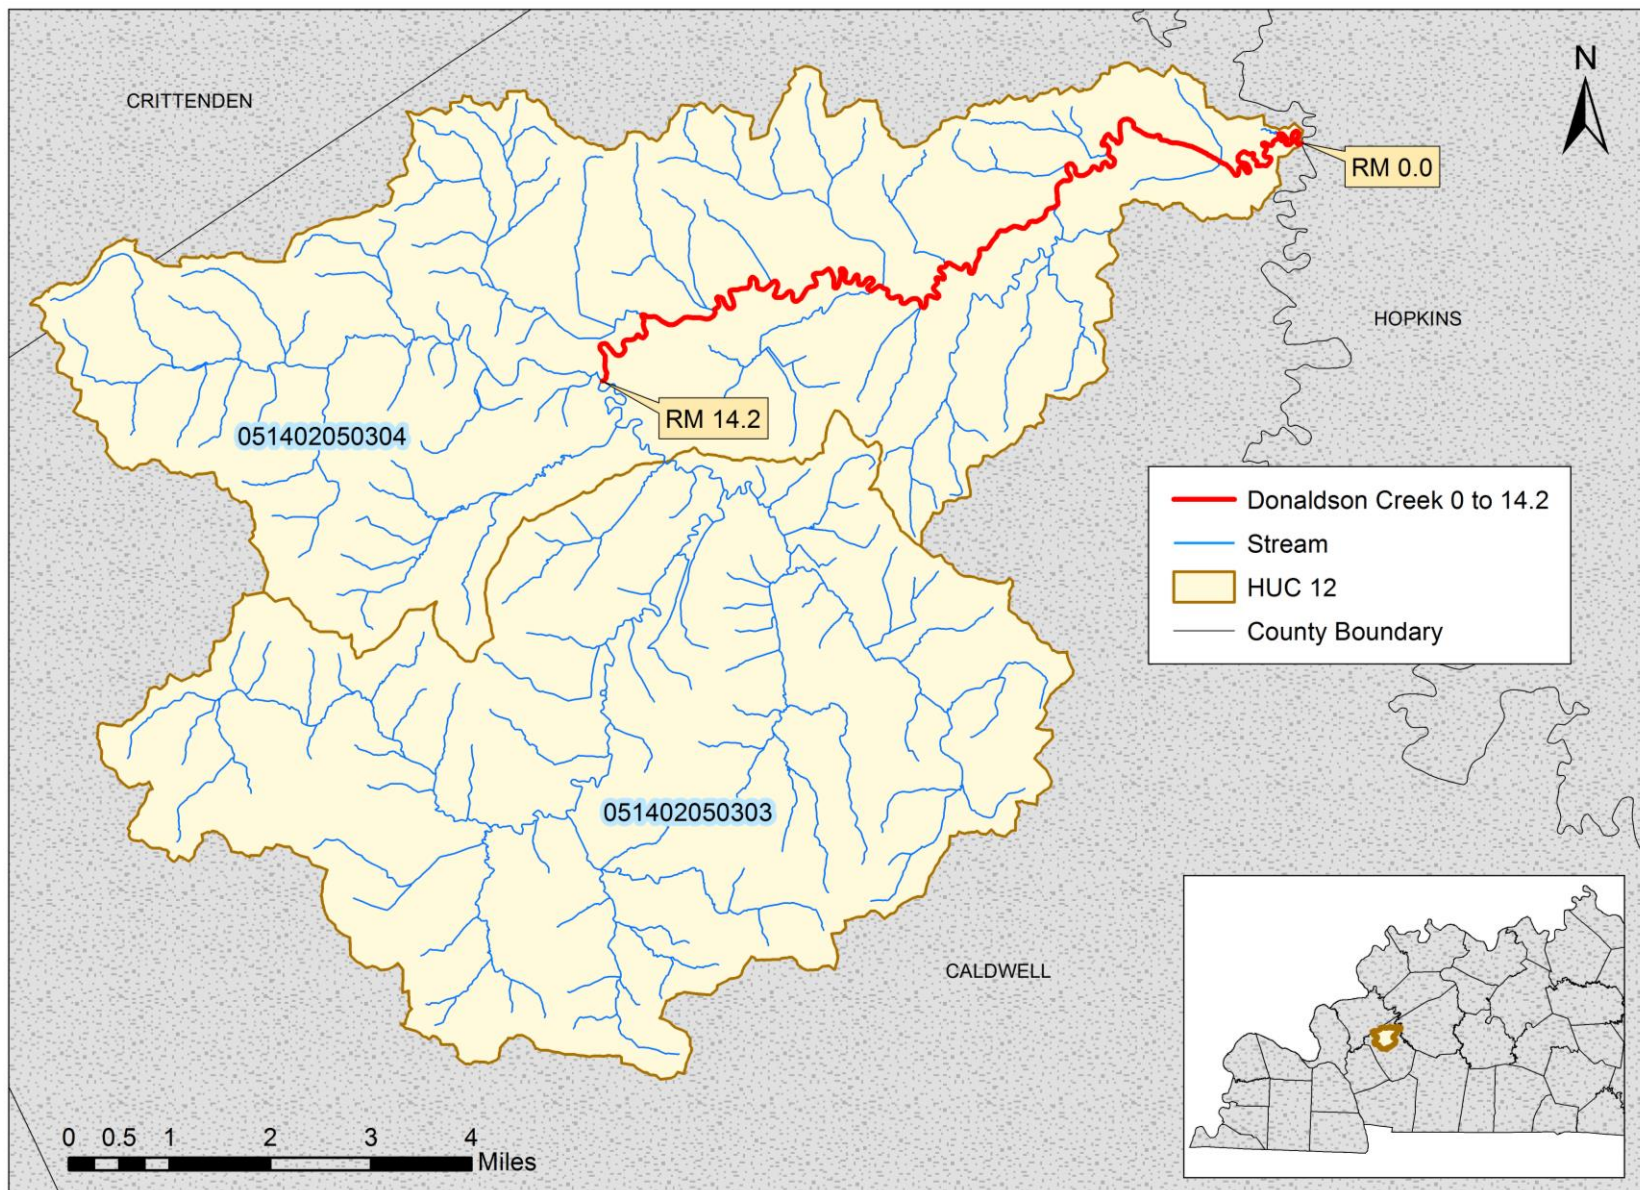 CRITTENDEN
N
RM 0.0
HOPKINS
RM 14.2
051402050304
Donaldson Creek 0 to 14.2
Stream
HUC 12
County Boundary
051402050303
CALDWELL
0 0.5 1 2 3 4
Miles